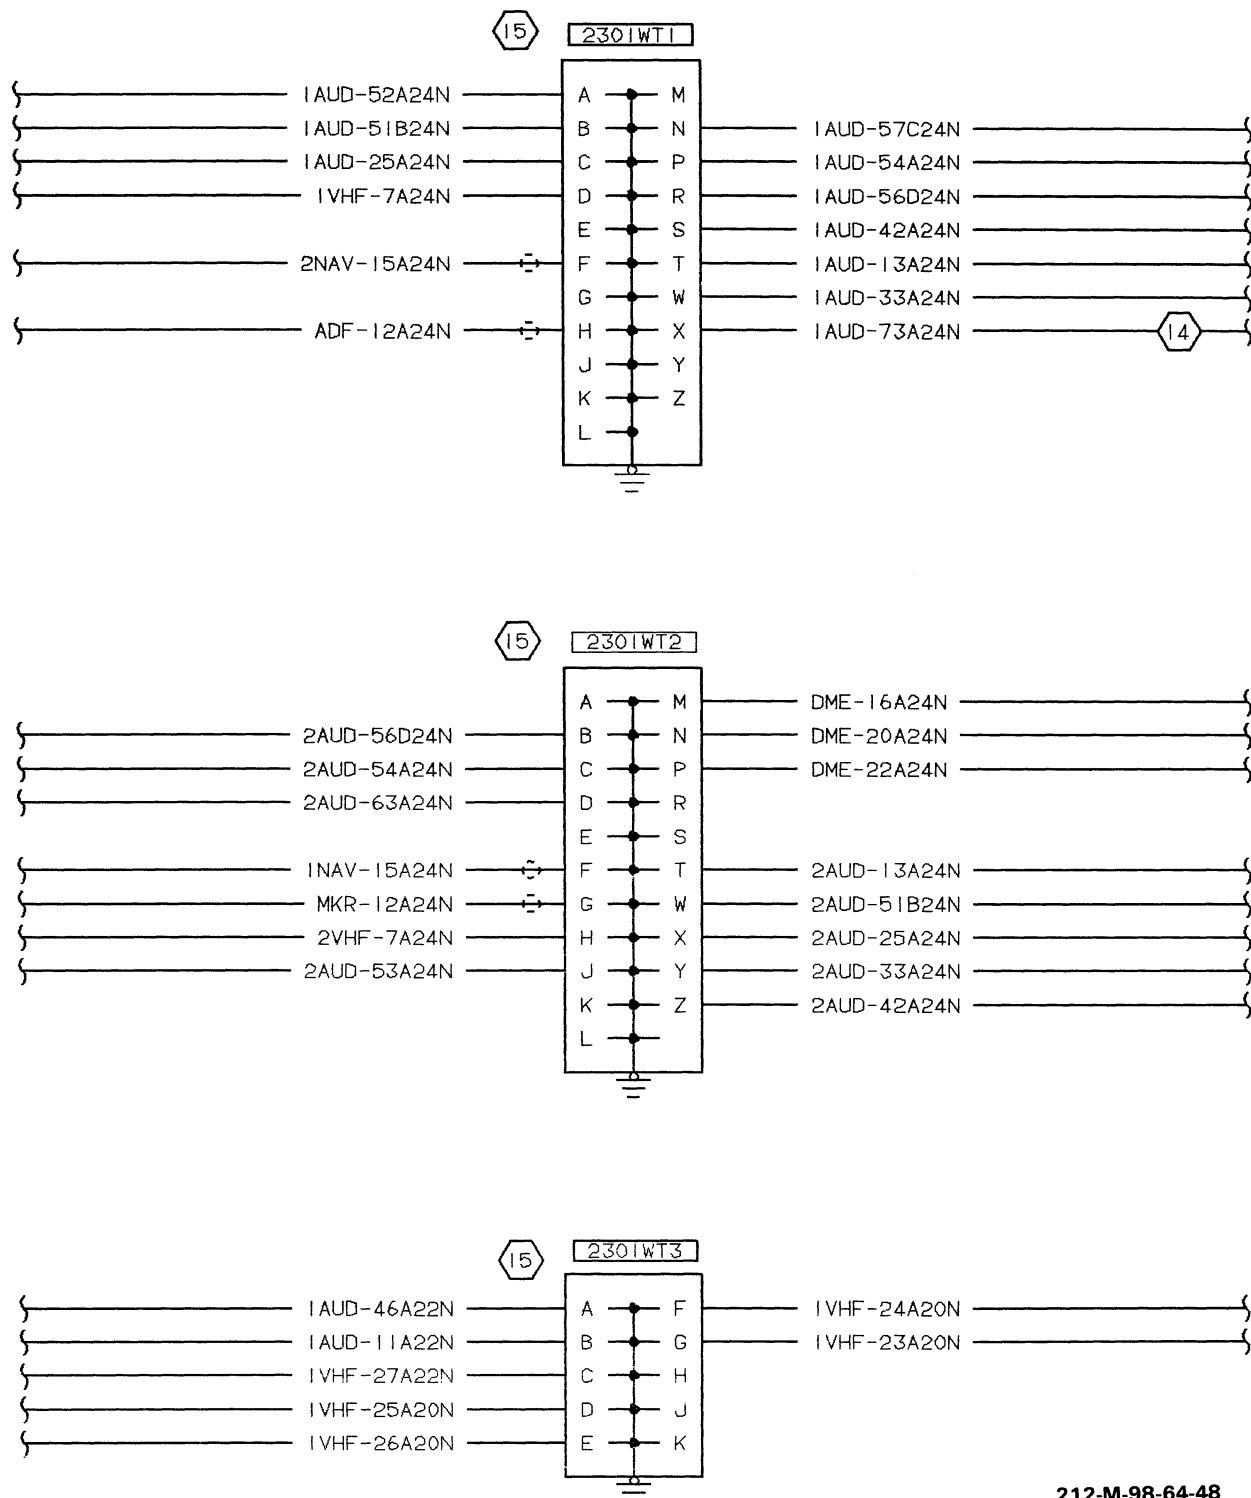 15 2301WT1
1AUD-52A24N A M
1AUD-51B24N B N 1AUD-57C24N
1AUD-25A24N C P 1AUD-54A24N
1VHF-7A24N D R 1AUD-56D24N
E S 1AUD-42A24N
2NAV-15A24N F T 1AUD-13A24N
G W 1AUD-33A24N
ADF-12A24N H X 1AUD-73A24N 14
J Y
K Z
L
15 2301WT2
A M DME-16A24N
2AUD-56D24N B N DME-20A24N
2AUD-54A24N C P DME-22A24N
2AUD-63A24N D R
E S
1NAV-15A24N F T 2AUD-13A24N
MKR-12A24N G W 2AUD-51B24N
2VHF-7A24N H X 2AUD-25A24N
2AUD-53A24N J Y 2AUD-33A24N
K Z 2AUD-42A24N
L
15 2301WT3
1AUD-46A22N A F 1VHF-24A20N
1AUD-11A22N B G 1VHF-23A20N
1VHF-27A22N C H
1VHF-25A20N D J
1VHF-26A20N E K
212-M-98-64-48